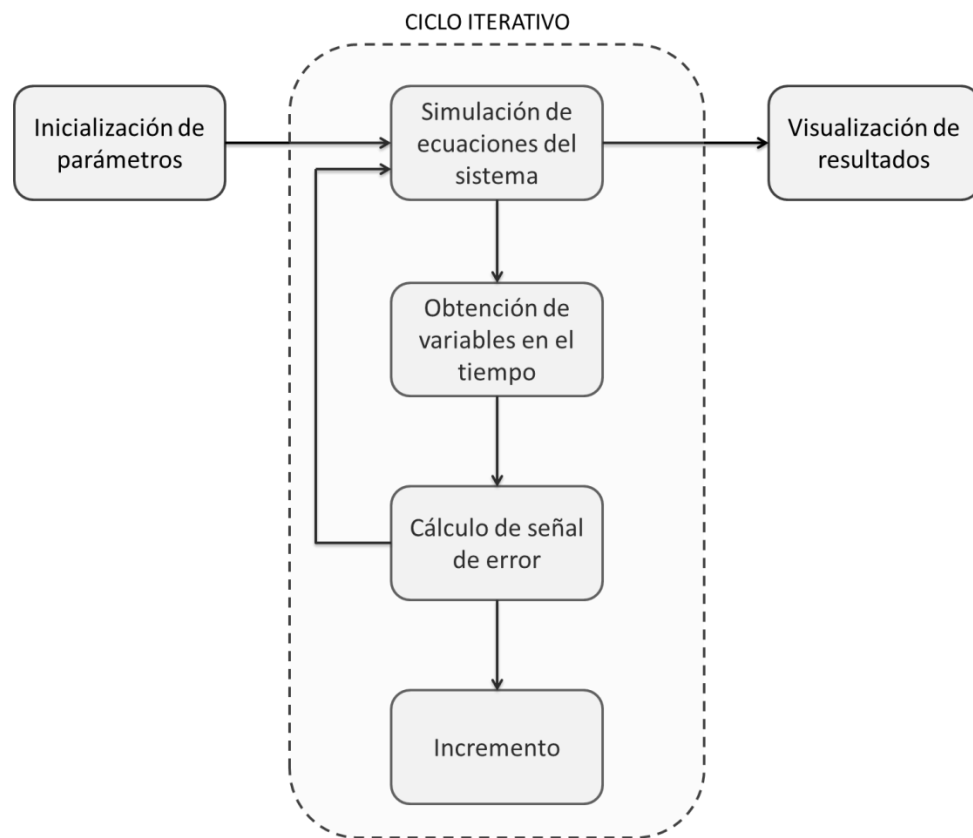 CICLO ITERATIVO
Inicialización de
parámetros
Simulación de
ecuaciones del
sistema
Visualización de
resultados
Obtención de
variables en el
tiempo
Cálculo de señal
de error
Incremento